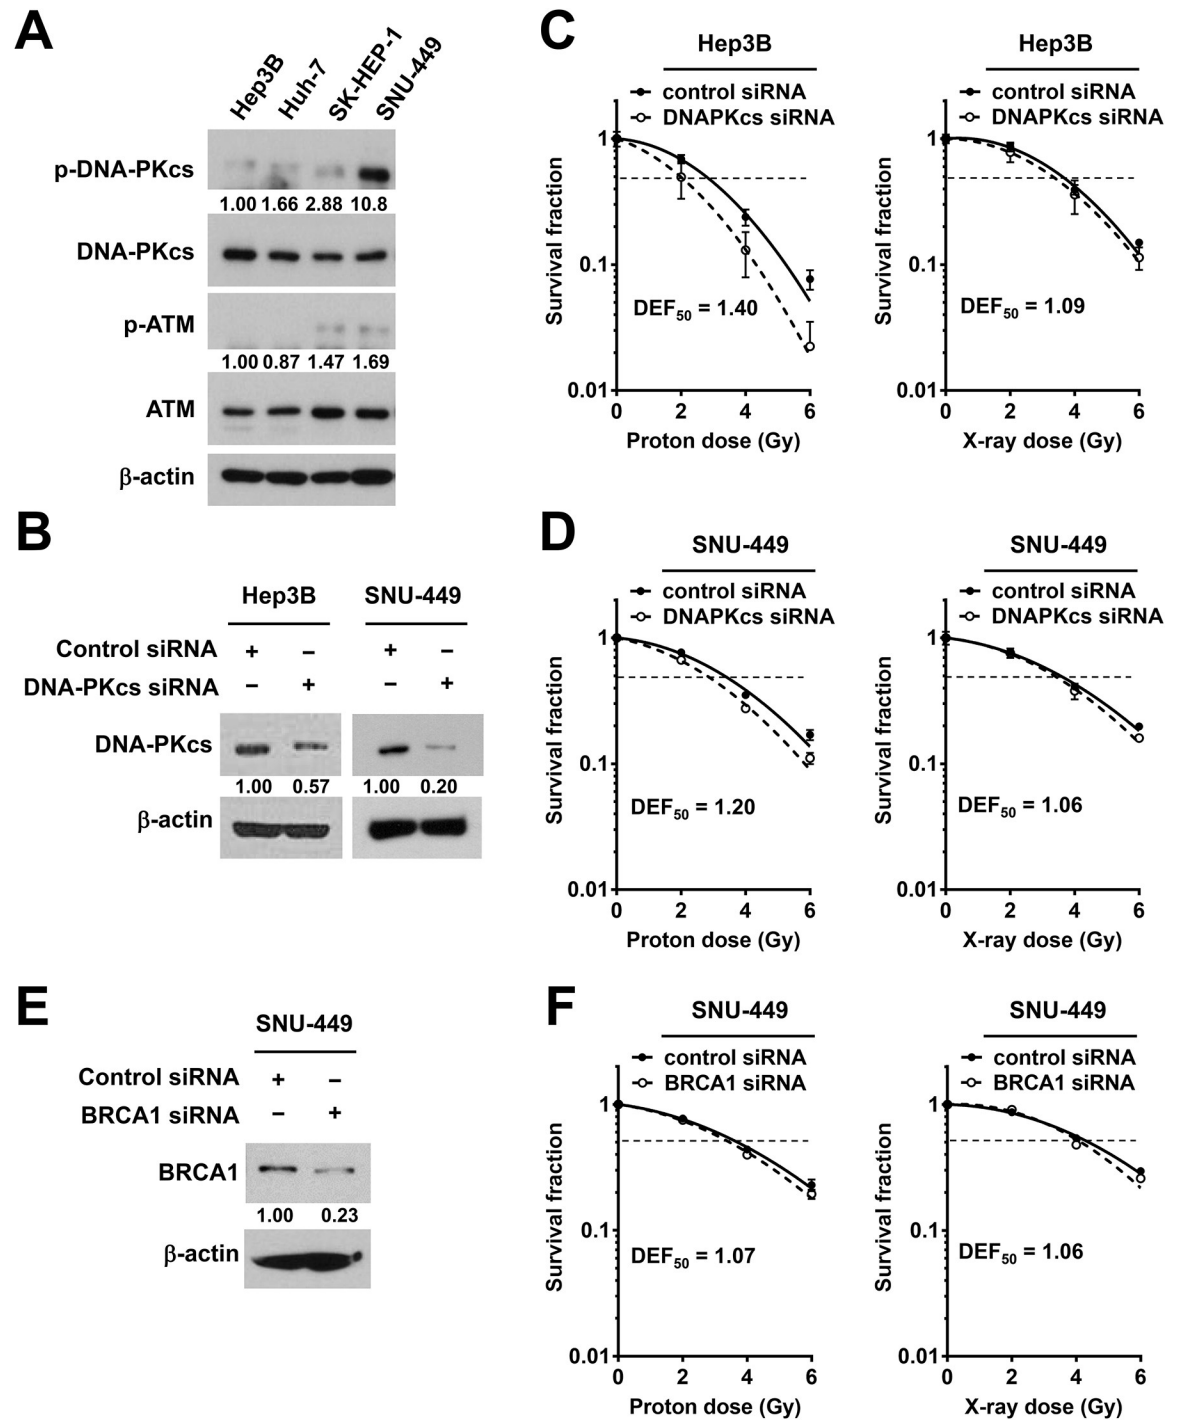 A
Hep3B
Huh-7
SK-HEP-1
SNU-449
p-DNA-PKcs
1.00 1.66 2.88 10.8
DNA-PKcs
p-ATM
1.00 0.87 1.47 1.69
ATM
β-actin
B
Hep3B SNU-449
Control siRNA + – + –
DNA-PKcs siRNA – + – +
DNA-PKcs
1.00 0.57 1.00 0.20
β-actin
C
Hep3B
control siRNA
DNAPKcs siRNA
Survival fraction
1
0.1
0.01
DEF50 = 1.40
0 2 4 6
Proton dose (Gy)
Hep3B
control siRNA
DNAPKcs siRNA
Survival fraction
1
0.1
0.01
DEF50 = 1.09
0 2 4 6
X-ray dose (Gy)
D
SNU-449
control siRNA
DNAPKcs siRNA
Survival fraction
1
0.1
0.01
DEF50 = 1.20
0 2 4 6
Proton dose (Gy)
SNU-449
control siRNA
DNAPKcs siRNA
Survival fraction
1
0.1
0.01
DEF50 = 1.06
0 2 4 6
X-ray dose (Gy)
E
SNU-449
Control siRNA + –
BRCA1 siRNA – +
BRCA1
1.00 0.23
β-actin
F
SNU-449
control siRNA
BRCA1 siRNA
Survival fraction
1
0.1
0.01
DEF50 = 1.07
0 2 4 6
Proton dose (Gy)
SNU-449
control siRNA
BRCA1 siRNA
Survival fraction
1
0.1
0.01
DEF50 = 1.06
0 2 4 6
X-ray dose (Gy)